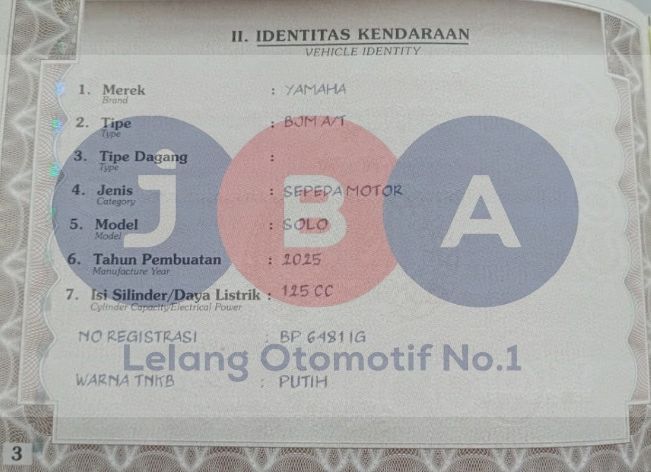 II. IDENTITAS KENDARAAN
VEHICLE IDENTITY
1. Merek : YAMAHA
Brand
2. Tipe : BJM A/T
Type
3. Tipe Dagang :
Type
4. Jenis : SEPEDA MOTOR
Category
5. Model : SOLO
Model
6. Tahun Pembuatan : 2025
Manufacture Year
7. Isi Silinder/Daya Listrik : 125 CC
Cylinder Capacity/Electrical Power
NO REGISTRASI : BP 6481 IG
WARNA TNKB : PUTIH
JBA
Lelang Otomotif No.1
3